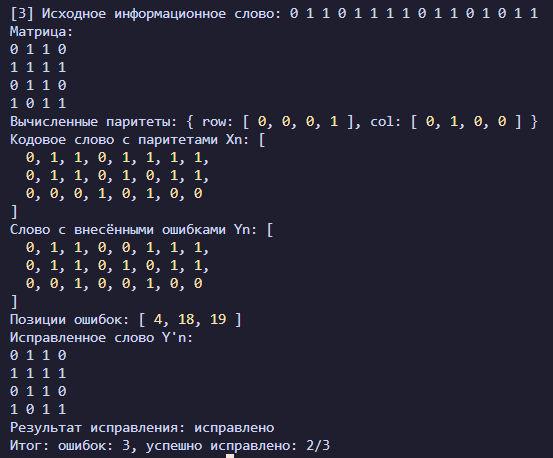 [3] Исходное информационное слово: 0 1 1 0 1 1 1 1 0 1 1 0 1 0 1 1
Матрица:
0 1 1 0
1 1 1 1
0 1 1 0
1 0 1 1
Вычисленные паритеты: { row: [ 0, 0, 0, 1 ], col: [ 0, 1, 0, 0 ] }
Кодовое слово с паритетами Xn: [
0, 1, 1, 0, 1, 1, 1, 1,
0, 1, 1, 0, 1, 0, 1, 1,
0, 0, 0, 1, 0, 1, 0, 0
]
Слово с внесёнными ошибками Yn: [
0, 1, 1, 0, 0, 1, 1, 1,
0, 1, 1, 0, 1, 0, 1, 1,
0, 0, 1, 0, 0, 1, 0, 0
]
Позиции ошибок: [ 4, 18, 19 ]
Исправленное слово Y'n:
0 1 1 0
1 1 1 1
0 1 1 0
1 0 1 1
Результат исправления: исправлено
Итог: ошибок: 3, успешно исправлено: 2/3